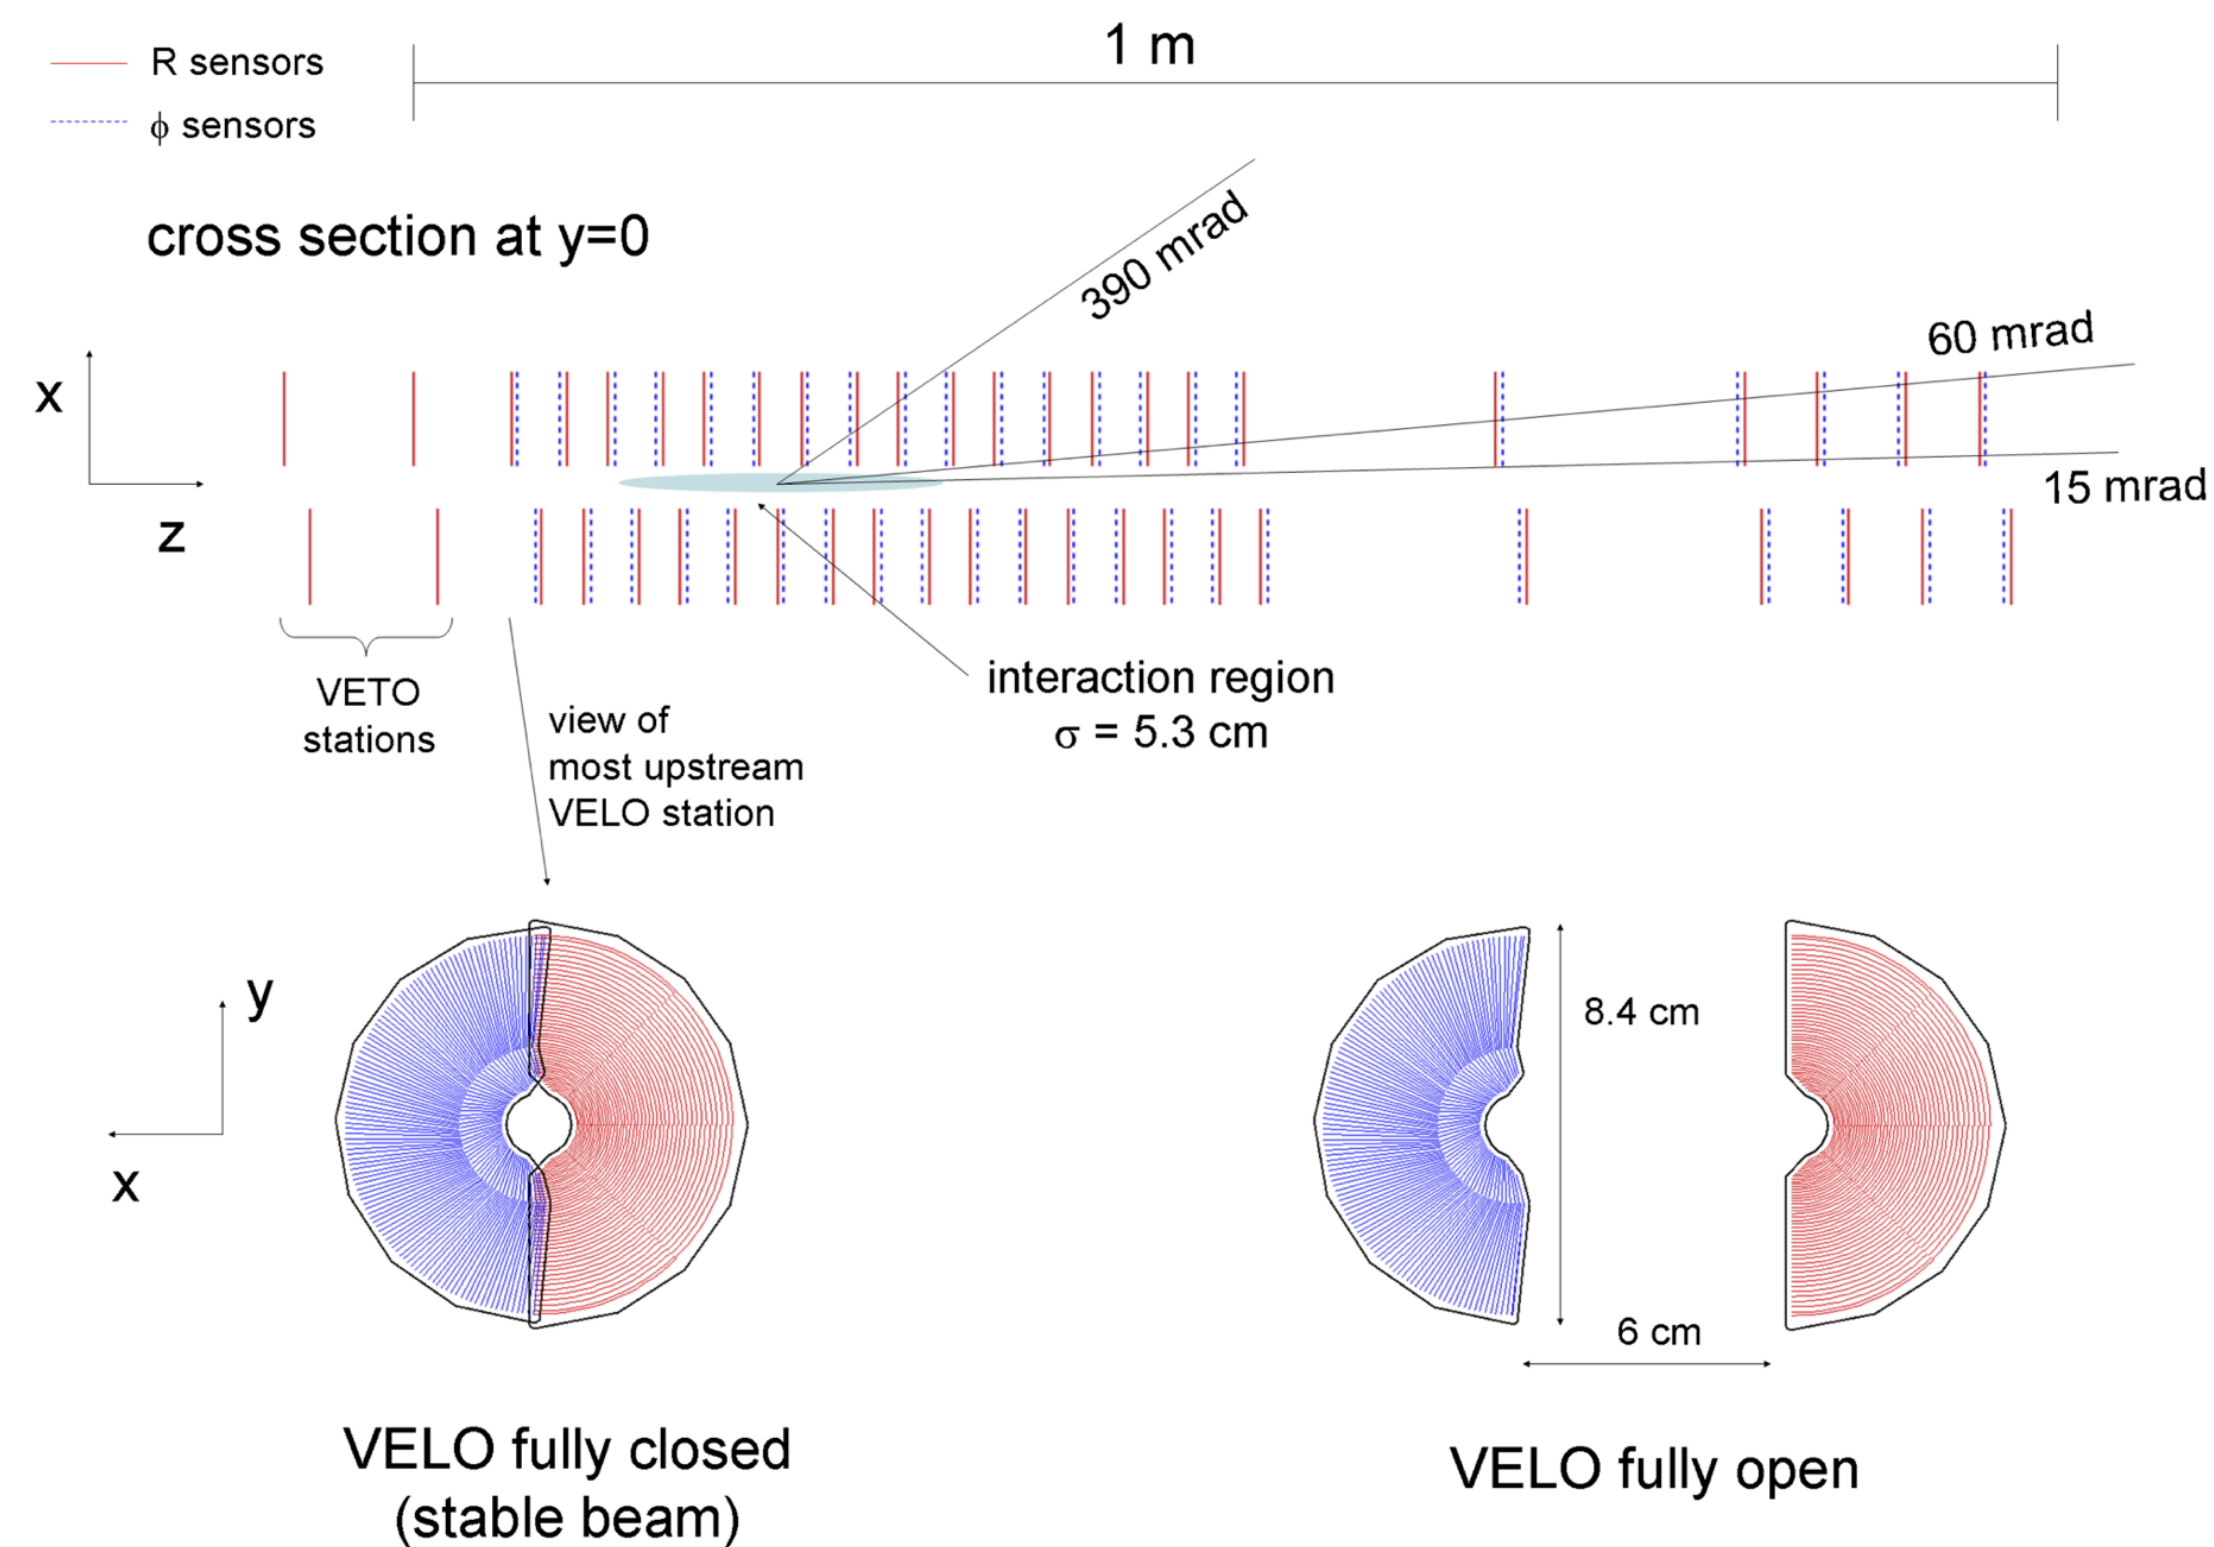 1 m
R sensors
ϕ sensors
390 mrad
cross section at y=0
60 mrad
x
15 mrad
z
interaction region
σ = 5.3 cm
VETO
stations
view of
most upstream
VELO station
y
8.4 cm
x
6 cm
VELO fully closed
(stable beam)
VELO fully open